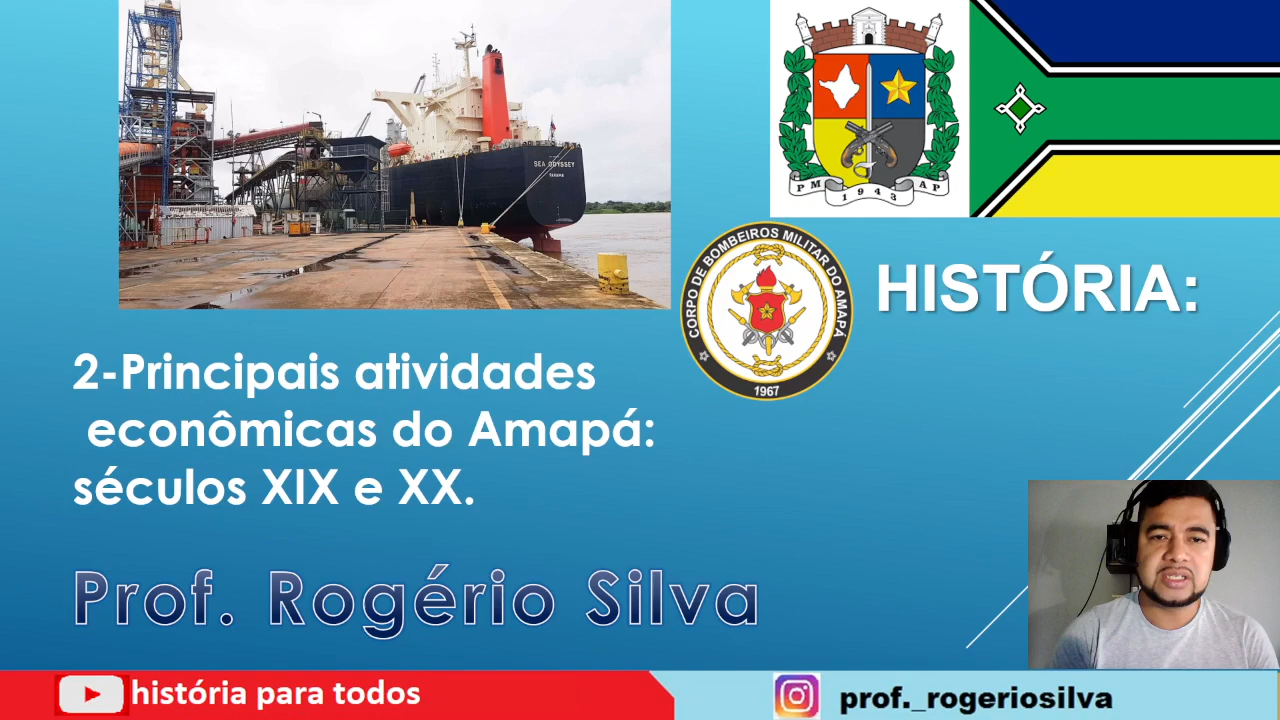 SEA ODYSSEY
PANAMA
PM 1943 AP
CORPO DE BOMBEIROS MILITAR DO AMAPÁ
1967
HISTÓRIA:
2-Principais atividades
econômicas do Amapá:
séculos XIX e XX.
Prof. Rogério Silva
história para todos
prof._rogeriosilva